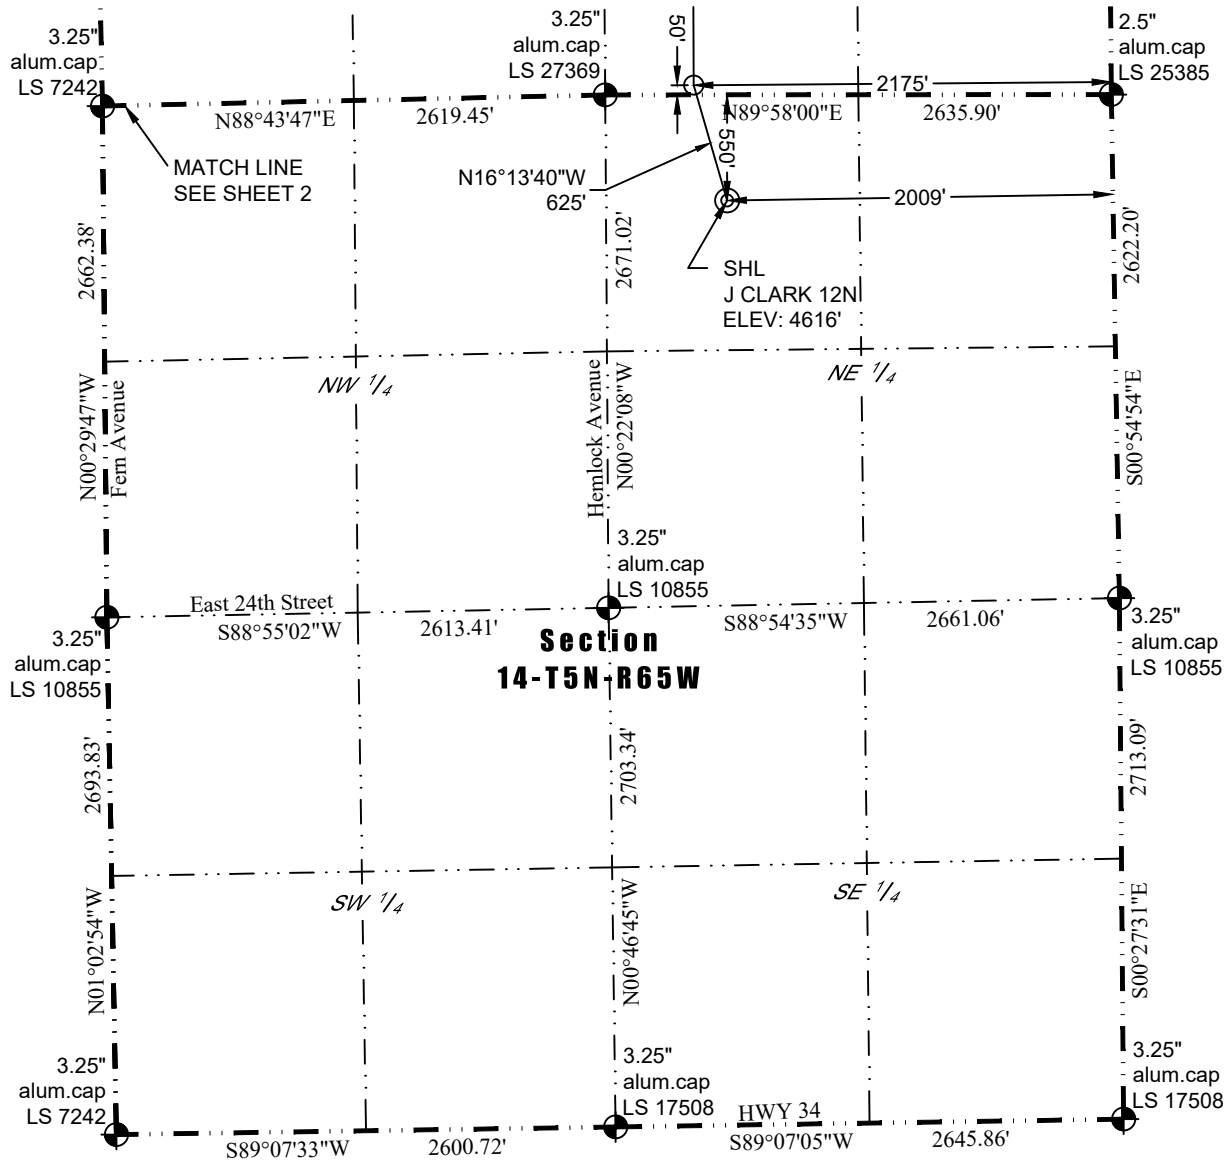 3.25"
alum.cap
LS 7242
3.25"
alum.cap
LS 27369
50'
2.5"
alum.cap
LS 25385
2175'
N88°43'47"E
2619.45'
N89°58'00"E
2635.90'
MATCH LINE
SEE SHEET 2
N16°13'40"W
625'
550'
2009'
2662.38'
2671.02'
2622.20'
SHL
J CLARK 12N
ELEV: 4616'
NW 1/4
NE 1/4
N00°29'47"W
Fern Avenue
Hemlock Avenue
N00°22'08"W
S00°54'54"E
3.25"
alum.cap
LS 10855
East 24th Street
S88°55'02"W
2613.41'
S88°54'35"W
2661.06'
3.25"
alum.cap
LS 10855
Section
14-T5N-R65W
3.25"
alum.cap
LS 10855
2693.83'
2703.34'
2713.09'
SW 1/4
SE 1/4
N01°02'54"W
N00°46'45"W
S00°27'31"E
3.25"
alum.cap
LS 7242
3.25"
alum.cap
LS 17508
HWY 34
3.25"
alum.cap
LS 17508
S89°07'33"W
2600.72'
S89°07'05"W
2645.86'